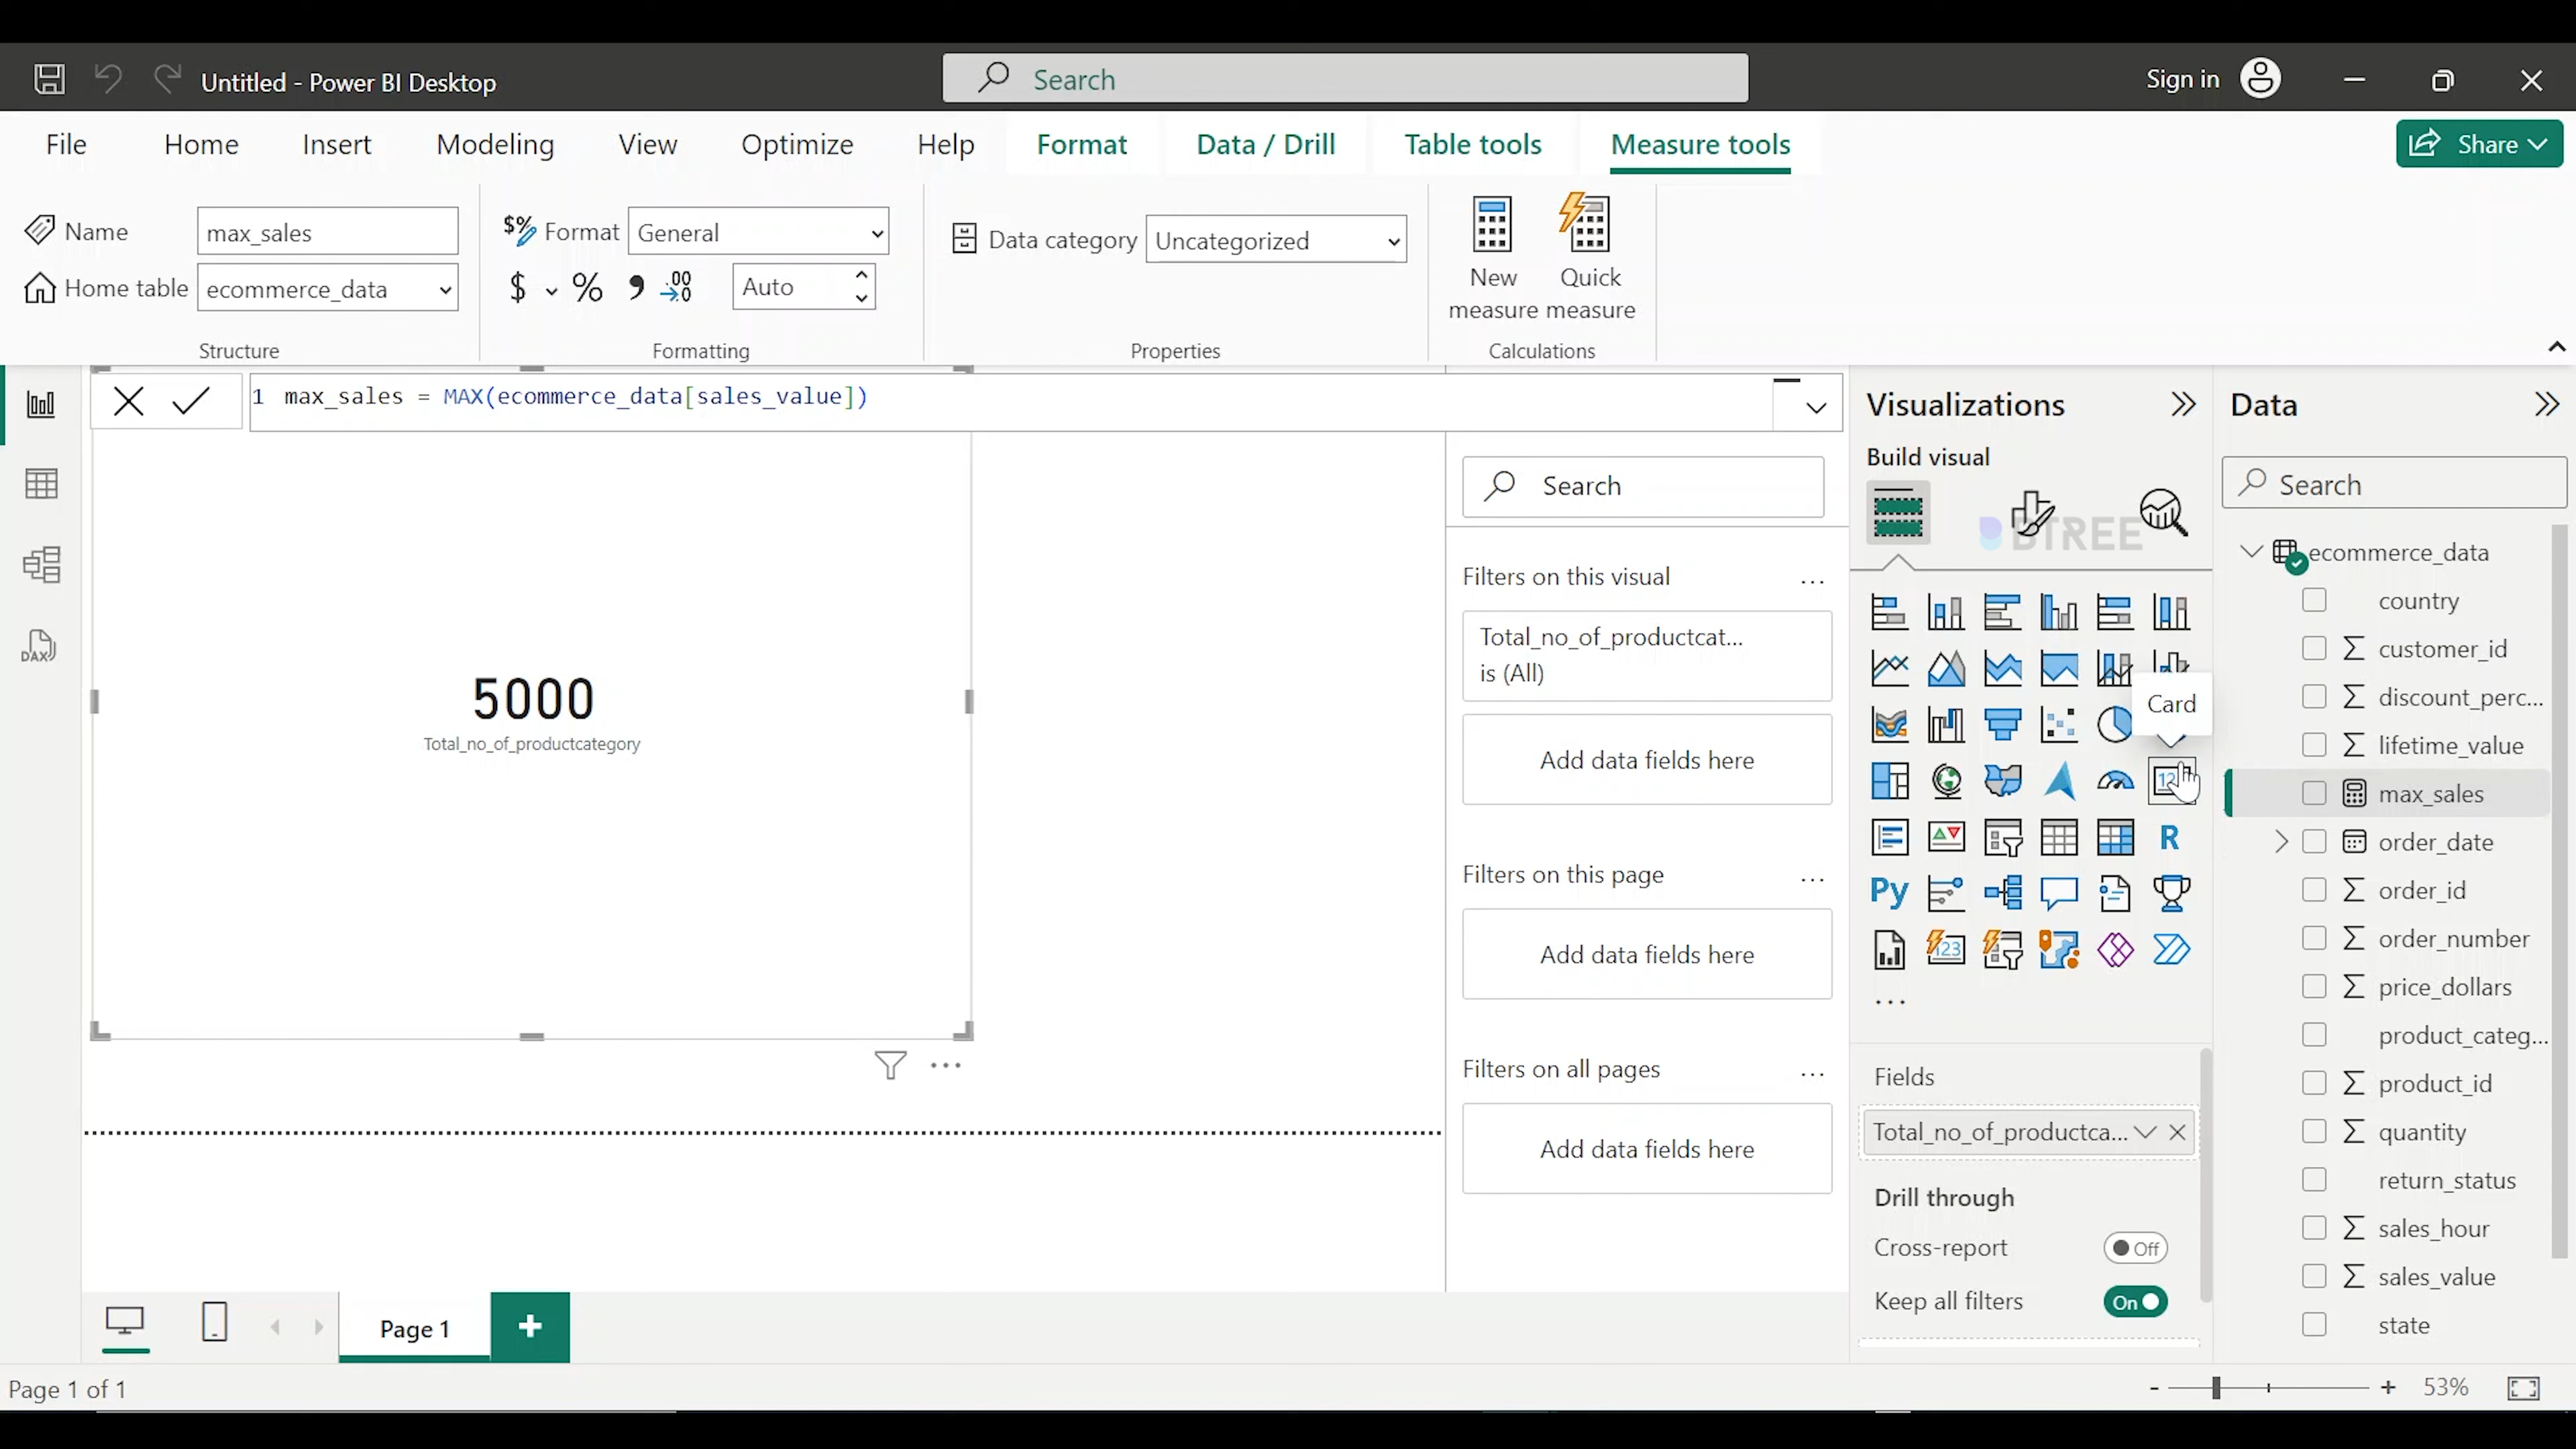 Untitled - Power BI Desktop
Search
Sign in
File Home Insert Modeling View Optimize Help Format Data / Drill Table tools Measure tools
Share
Name max_sales
Home table ecommerce_data
Structure
$% Format General
$ % , .00 Auto
Formatting
Data category Uncategorized
Properties
New measure
Quick measure
Calculations
1 max_sales = MAX(ecommerce_data[sales_value])
DAX
5000
Total_no_of_productcategory
Search
Filters on this visual ...
Total_no_of_productcat...
is (All)
Add data fields here
Filters on this page ...
Add data fields here
Filters on all pages ...
Add data fields here
Visualizations
Build visual
BTREE
Card
123
R
Py
123
...
Fields
Total_no_of_productca...
Drill through
Cross-report Off
Keep all filters On
Data
Search
ecommerce_data
country
customer_id
discount_perc...
lifetime_value
max_sales
order_date
order_id
order_number
price_dollars
product_categ...
product_id
quantity
return_status
sales_hour
sales_value
state
Page 1
+
Page 1 of 1
- + 53%